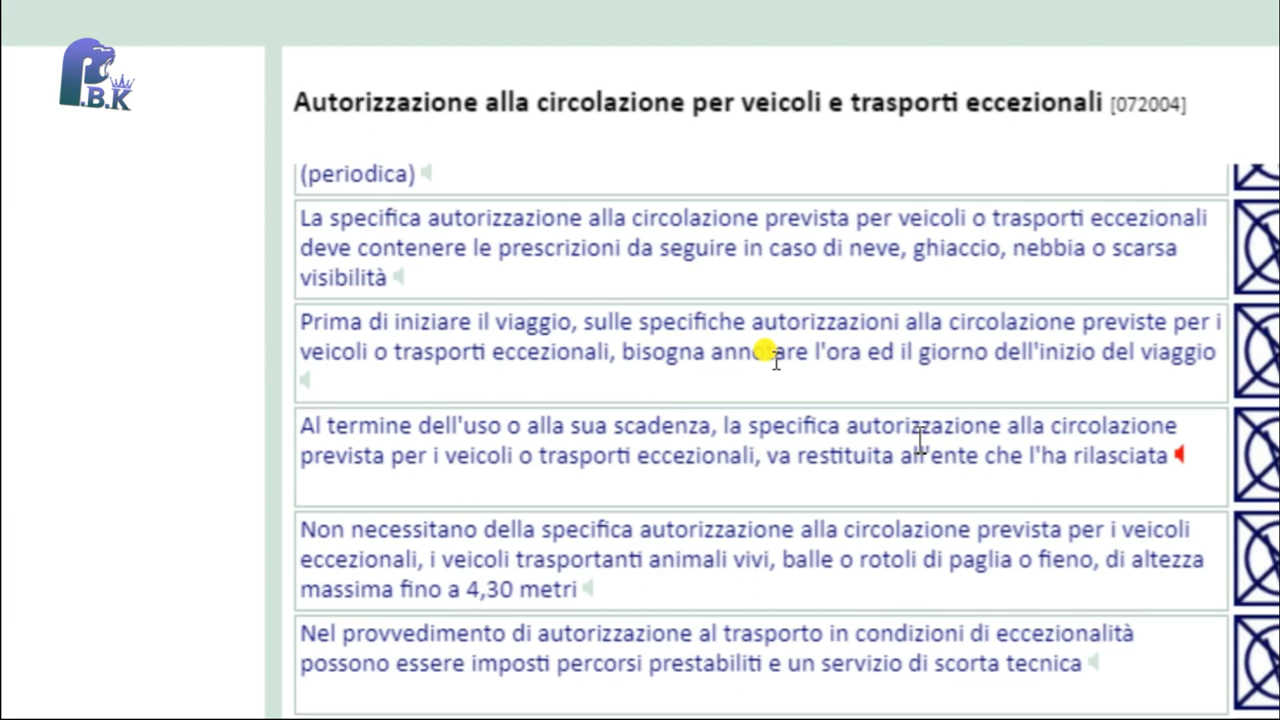 P.B.K
Autorizzazione alla circolazione per veicoli e trasporti eccezionali [072004]
(periodica)
La specifica autorizzazione alla circolazione prevista per veicoli o trasporti eccezionali
deve contenere le prescrizioni da seguire in caso di neve, ghiaccio, nebbia o scarsa
visibilità
Prima di iniziare il viaggio, sulle specifiche autorizzazioni alla circolazione previste per i
veicoli o trasporti eccezionali, bisogna annotare l'ora ed il giorno dell'inizio del viaggio
Al termine dell'uso o alla sua scadenza, la specifica autorizzazione alla circolazione
prevista per i veicoli o trasporti eccezionali, va restituita all'ente che l'ha rilasciata
Non necessitano della specifica autorizzazione alla circolazione prevista per i veicoli
eccezionali, i veicoli trasportanti animali vivi, balle o rotoli di paglia o fieno, di altezza
massima fino a 4,30 metri
Nel provvedimento di autorizzazione al trasporto in condizioni di eccezionalità
possono essere imposti percorsi prestabiliti e un servizio di scorta tecnica